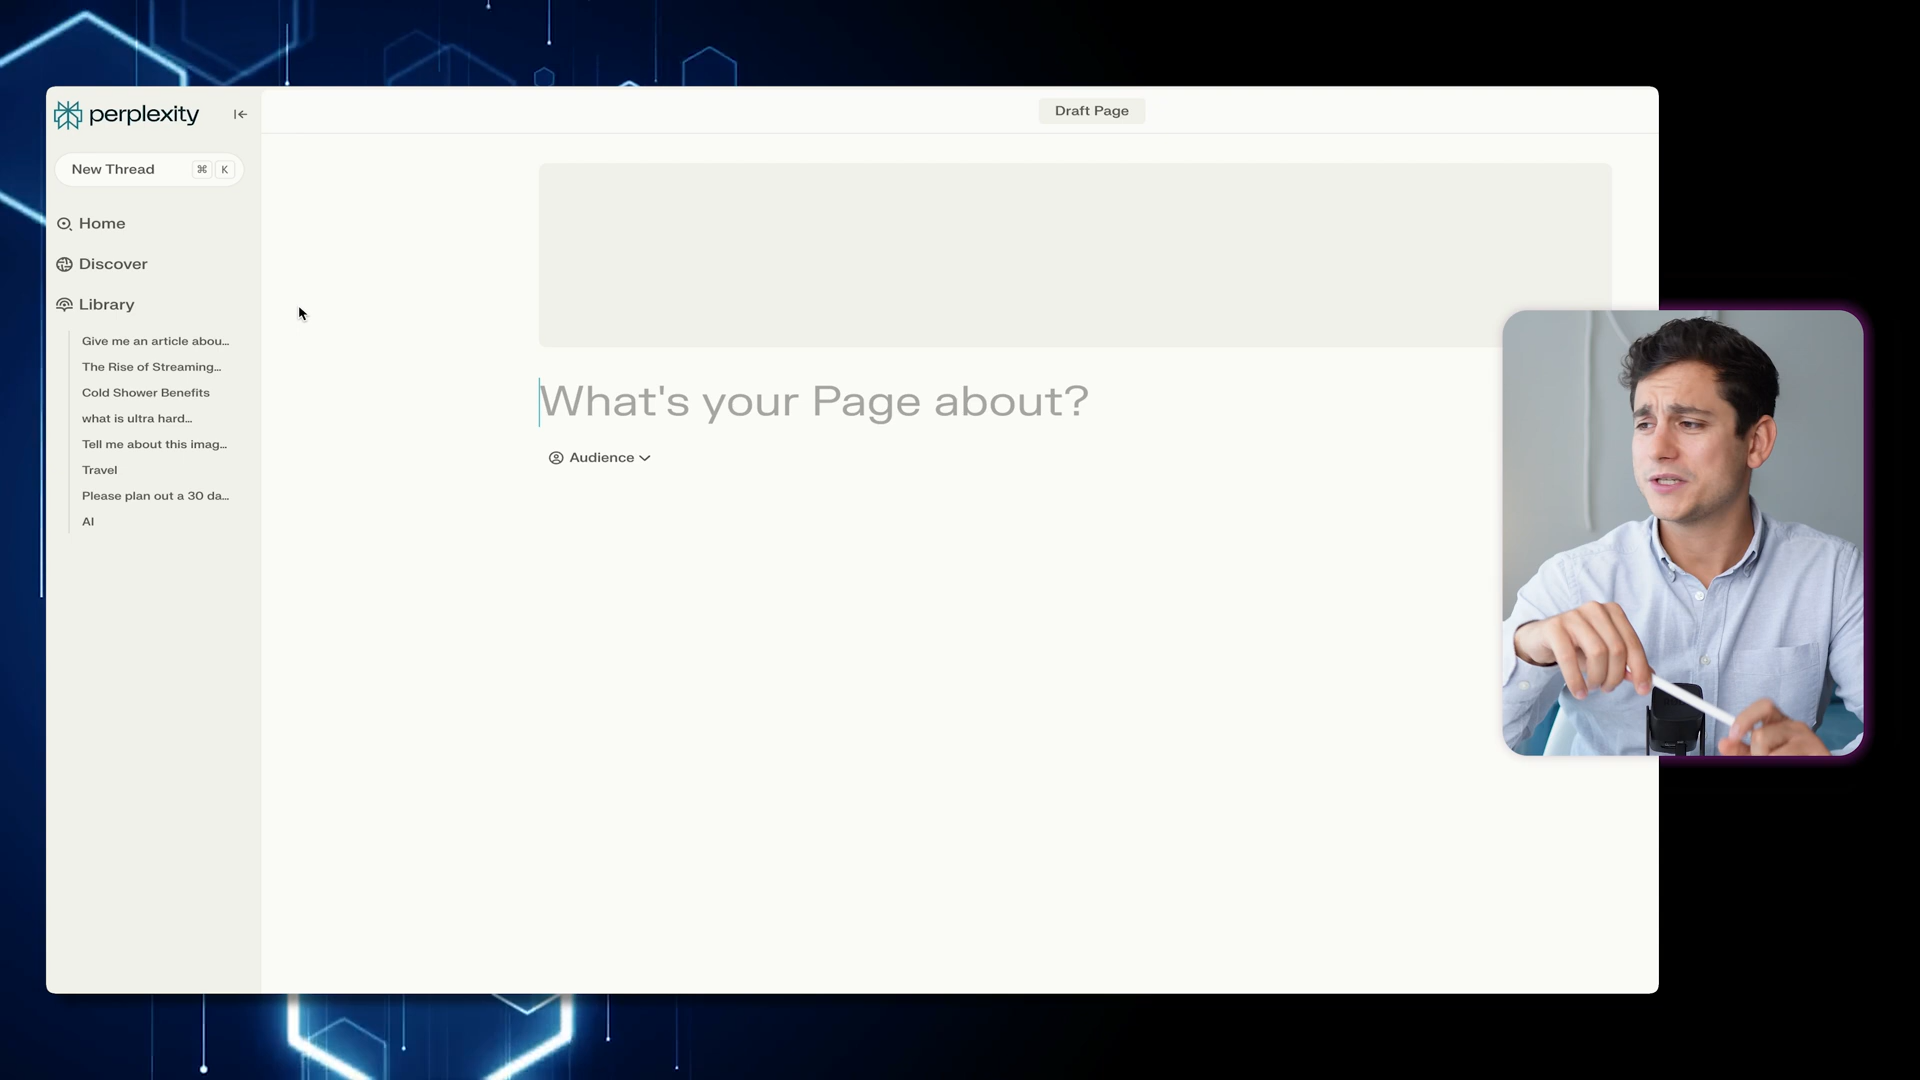 perplexity
New Thread ⌘ K
Home
Discover
Library
Give me an article abou...
The Rise of Streaming...
Cold Shower Benefits
what is ultra hard...
Tell me about this imag...
Travel
Please plan out a 30 da...
AI
Draft Page
What's your Page about?
Audience